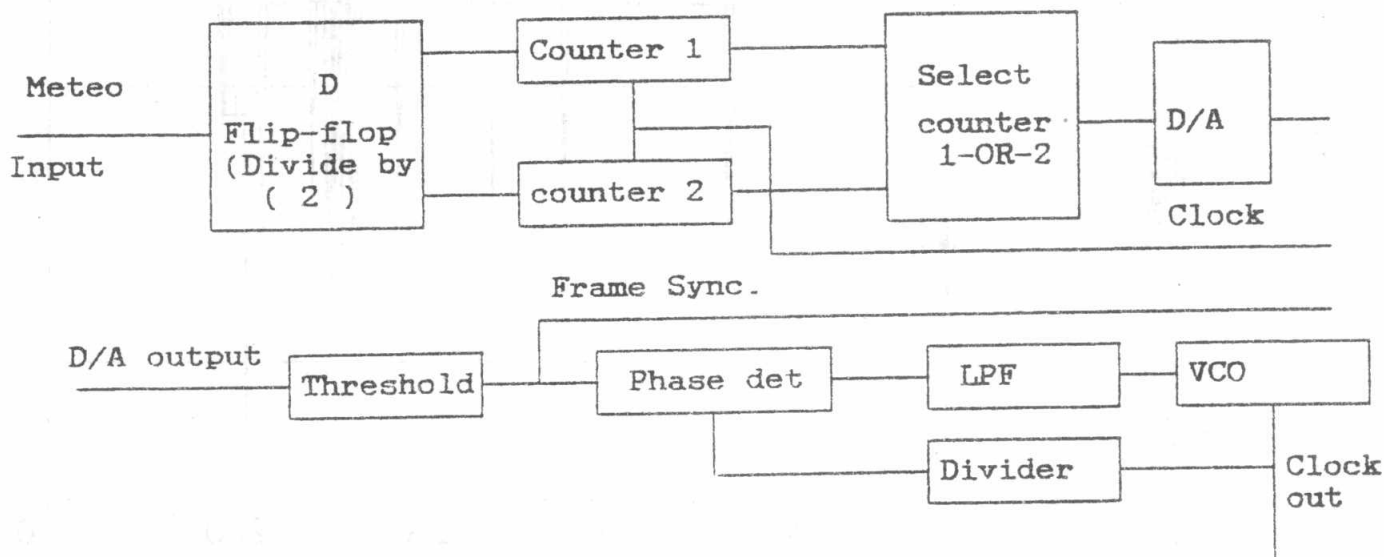 Meteo
Input
D
Flip-flop
(Divide by
( 2 )
Counter 1
counter 2
Select
counter
1-OR-2
D/A
Clock
Frame Sync.
D/A output
Threshold
Phase det
LPF
VCO
Divider
Clock
out